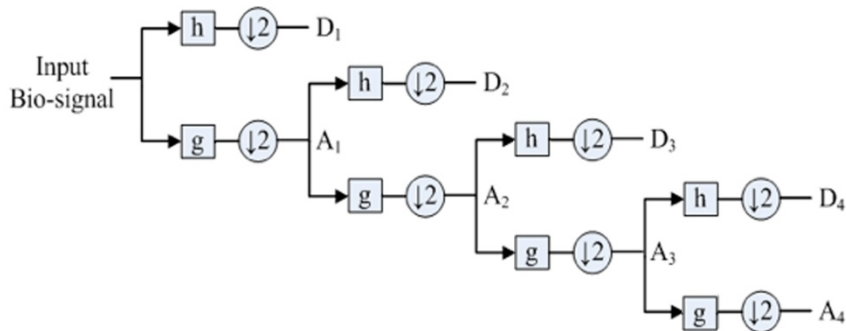 h ↓2 D₁
Input
Bio-signal
h ↓2 D₂
g ↓2 A₁
h ↓2 D₃
g ↓2 A₂
h ↓2 D₄
g ↓2 A₃
g ↓2 A₄